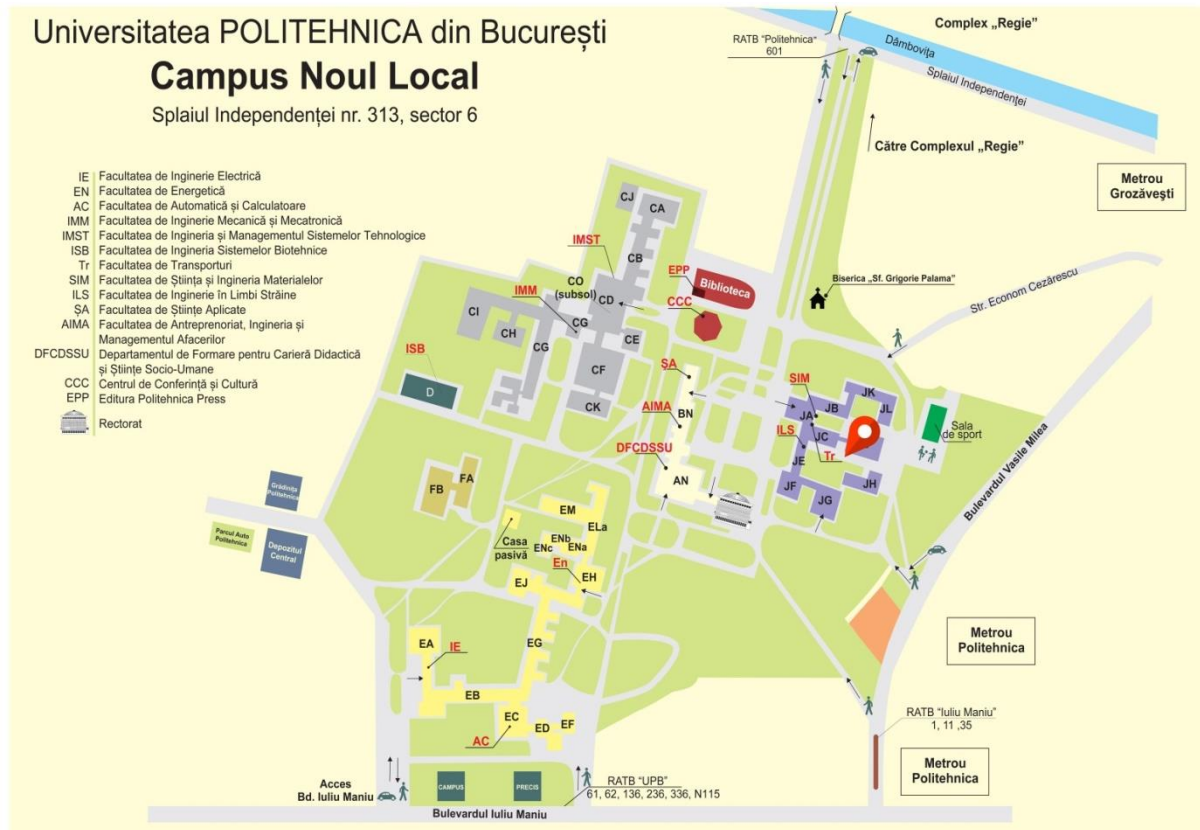 Universitatea POLITEHNICA din București
Campus Noul Local
Splaiul Independenței nr. 313, sector 6
IE Facultatea de Inginerie Electrică
EN Facultatea de Energetică
AC Facultatea de Automatică și Calculatoare
IMM Facultatea de Inginerie Mecanică și Mecatronică
IMST Facultatea de Ingineria și Managementul Sistemelor Tehnologice
ISB Facultatea de Ingineria Sistemelor Biotehnice
Tr Facultatea de Transporturi
SIM Facultatea de Știința și Ingineria Materialelor
ILS Facultatea de Inginerie în Limbi Străine
ȘA Facultatea de Științe Aplicate
AIMA Facultatea de Antreprenoriat, Ingineria și
Managementul Afacerilor
DFCDSSU Departamentul de Formare pentru Carieră Didactică
și Științe Socio-Umane
CCC Centrul de Conferință și Cultură
EPP Editura Politehnica Press
Rectorat
Complex „Regie”
RATB "Politehnica"
601
Dâmbovița
Splaiul Independenței
Către Complexul „Regie”
Metrou
Grozăvești
CJ
CA
IMST
CB
CO
(subsol)
CD
EPP
Biblioteca
CCC
Biserica „Sf. Grigorie Palama”
Str. Econom Cezărescu
IMM
CI
CH
CG
CG
CE
CF
CK
ISB
D
ȘA
AIMA
BN
DFCDSSU
AN
SIM
JK
JL
JB
JA
JC
ILS
Tr
JE
JF
JG
JH
Sala
de sport
Bulevardul Vasile Milea
FB
FA
Grădinița
Politehnica
Parcul Auto
Politehnica
Depozitul
Central
EM
ELa
Casa
pasivă
ENb
ENc
ENa
En
EH
EJ
EG
EA
IE
EB
EC
ED
EF
AC
Metrou
Politehnica
RATB "Iuliu Maniu"
1, 11 ,35
Metrou
Politehnica
Acces
Bd. Iuliu Maniu
CAMPUS
PRECIS
RATB "UPB"
61, 62, 136, 236, 336, N115
Bulevardul Iuliu Maniu